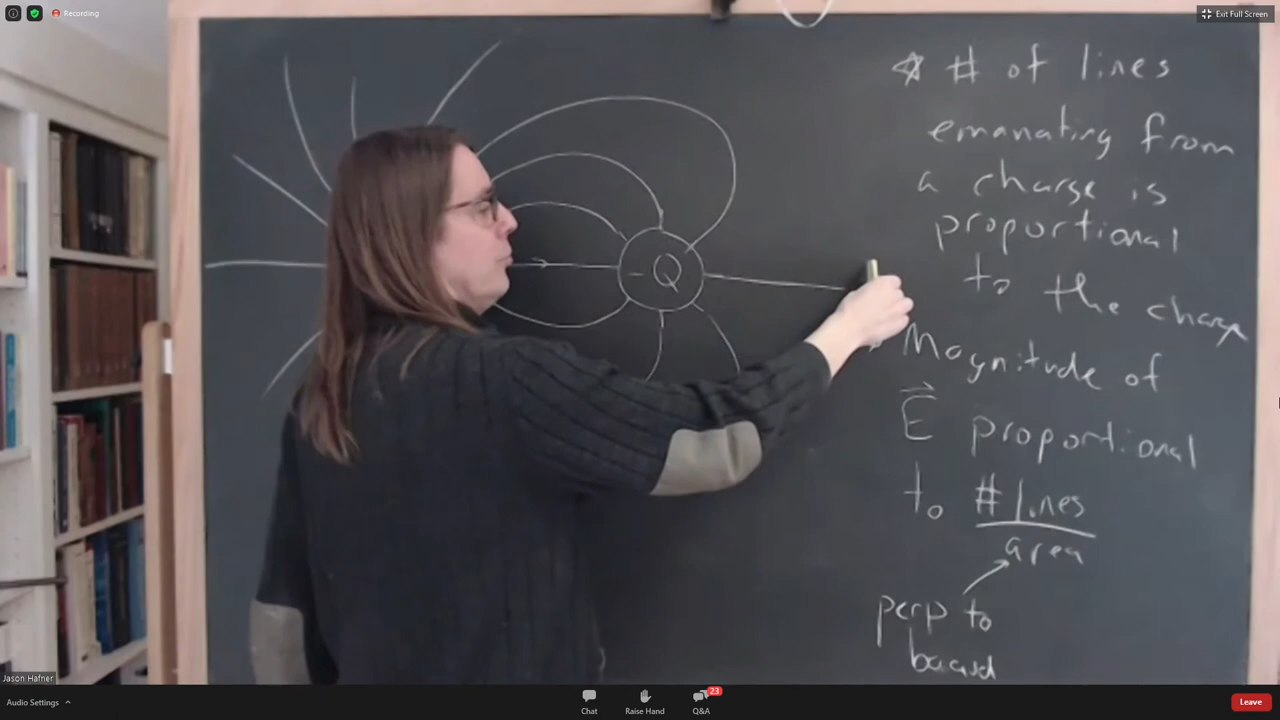 Recording
Exit Full Screen
# of lines
emanating from
a charge is
proportional
to the charge
Magnitude of
E proportional
to # lines
area
perp to
board
- Q
Jason Hafner
Audio Settings
Chat
Raise Hand
Q&A
23
Leave